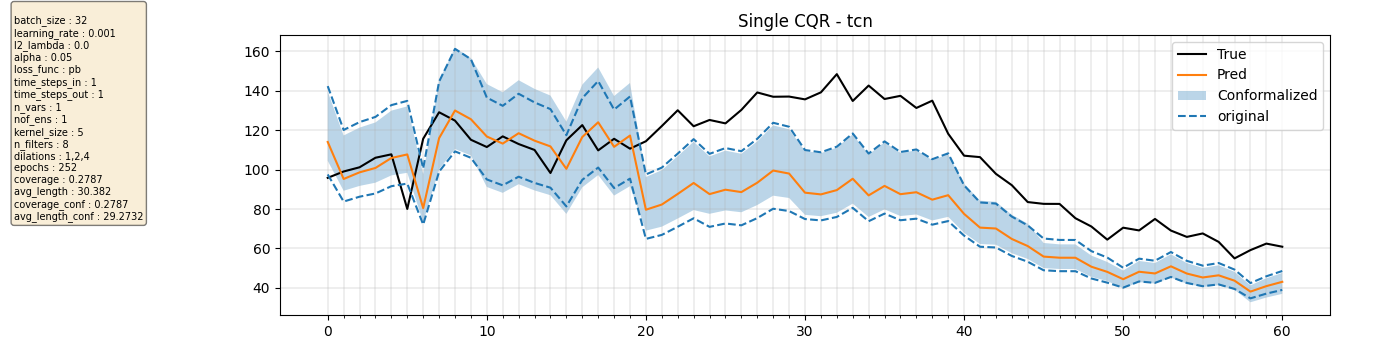 batch_size : 32
learning_rate : 0.001
l2_lambda : 0.0
alpha : 0.05
loss_func : pb
time_steps_in : 1
time_steps_out : 1
n_vars : 1
nof_ens : 1
kernel_size : 5
n_filters : 8
dilations : 1,2,4
epochs : 252
coverage : 0.2787
avg_length : 30.382
coverage_conf : 0.2787
avg_length_conf : 29.2732
Single CQR - tcn
True
Pred
Conformalized
original
160
140
120
100
80
60
40
0 10 20 30 40 50 60